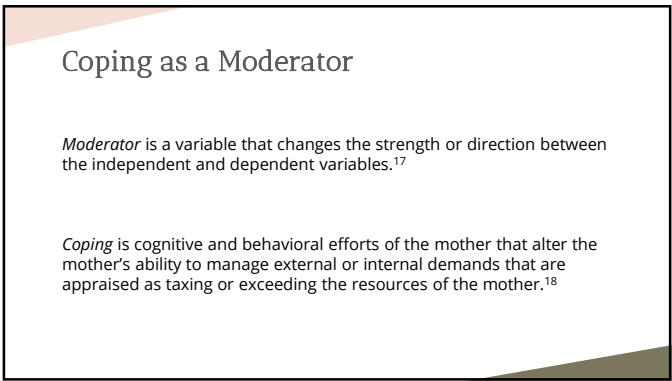 Coping as a Moderator
Moderator is a variable that changes the strength or direction between
the independent and dependent variables.17
Coping is cognitive and behavioral efforts of the mother that alter the
mother's ability to manage external or internal demands that are
appraised as taxing or exceeding the resources of the mother.18